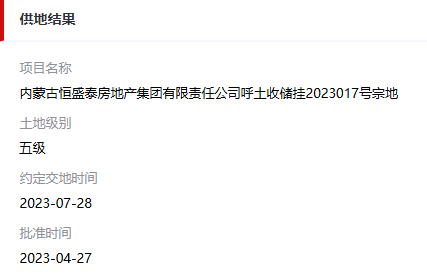 供地结果
项目名称
内蒙古恒盛泰房地产集团有限责任公司呼土收储挂2023017号宗地
土地级别
五级
约定交地时间
2023-07-28
批准时间
2023-04-27